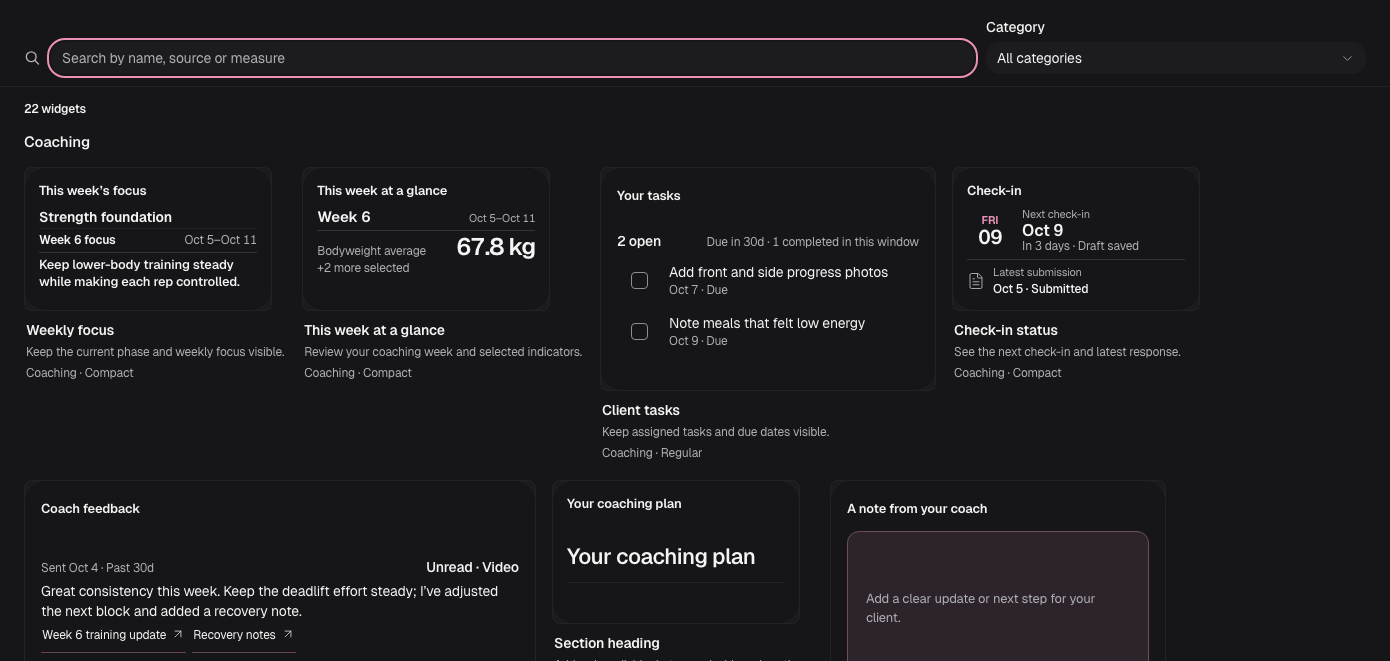 Category
Search by name, source or measure
All categories
22 widgets
Coaching
This week's focus
Strength foundation
Week 6 focus
Oct 5–Oct 11
Keep lower-body training steady
while making each rep controlled.
Weekly focus
Keep the current phase and weekly focus visible.
Coaching · Compact
This week at a glance
Week 6
Oct 5–Oct 11
Bodyweight average
67.8 kg
+2 more selected
This week at a glance
Review your coaching week and selected indicators.
Coaching · Compact
Your tasks
2 open
Due in 30d · 1 completed in this window
Add front and side progress photos
Oct 7 · Due
Note meals that felt low energy
Oct 9 · Due
Client tasks
Keep assigned tasks and due dates visible.
Coaching · Regular
Check-in
FRI
09
Next check-in
Oct 9
In 3 days · Draft saved
Latest submission
Oct 5 · Submitted
Check-in status
See the next check-in and latest response.
Coaching · Compact
Coach feedback
Sent Oct 4 · Past 30d
Unread · Video
Great consistency this week. Keep the deadlift effort steady; I've adjusted
the next block and added a recovery note.
Week 6 training update
Recovery notes
Your coaching plan
Your coaching plan
Section heading
A note from your coach
Add a clear update or next step for your
client.